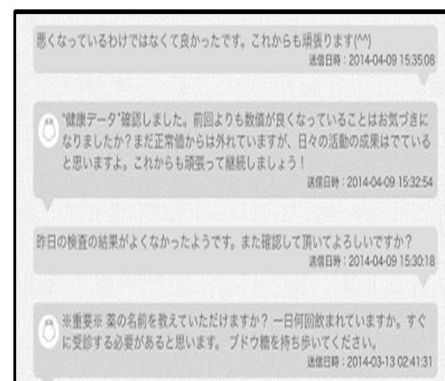 悪くなっているわけではなくて良かったです。これからも頑張ります(^^)
送信日時：2014-04-09 15:35:08
"健康データ"確認しました。前回よりも数値が良くなっていることはお気づきに
なりましたか？まだ正常値からは外れていますが、日々の活動の成果はでている
と思いますよ。これからも頑張って継続しましょう！
送信日時：2014-04-09 15:32:54
昨日の検査の結果がよくなかったようです。また確認して頂いてよろしいですか？
送信日時：2014-04-09 15:30:18
※重要※ 薬の名前を教えていただけますか？ 一日何回飲まれていますか。すぐ
に受診する必要があると思います。 ブドウ糖を持ち歩いてください。
送信日時：2014-03-13 02:41:31